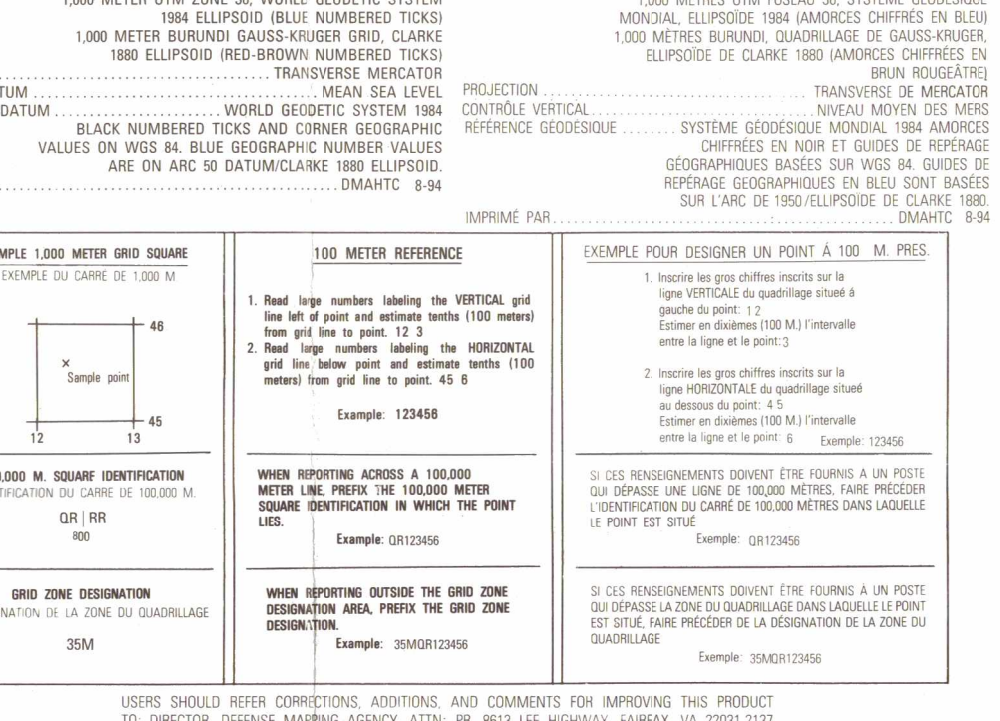 1,000 METER UTM ZONE 36, WORLD GEODETIC SYSTEM
1984 ELLIPSOID (BLUE NUMBERED TICKS)
1,000 METER BURUNDI GAUSS-KRUGER GRID, CLARKE
1880 ELLIPSOID (RED-BROWN NUMBERED TICKS)
TRANSVERSE MERCATOR
MEAN SEA LEVEL
DATUM WORLD GEODETIC SYSTEM 1984
BLACK NUMBERED TICKS AND CORNER GEOGRAPHIC
VALUES ON WGS 84. BLUE GEOGRAPHIC NUMBER VALUES
ARE ON ARC 50 DATUM/CLARKE 1880 ELLIPSOID.
DMAHTC 8-94
1,000 MÈTRES UTM FUSEAU 36, SYSTÈME GÉODÉSIQUE
MONDIAL, ELLIPSOÏDE 1984 (AMORCES CHIFFRÉS EN BLEU)
1,000 MÈTRES BURUNDI, QUADRILLAGE DE GAUSS-KRUGER,
ELLIPSOÏDE DE CLARKE 1880 (AMORCES CHIFFRÉES EN
BRUN ROUGEÂTRE)
PROJECTION TRANSVERSE DE MERCATOR
CONTRÔLE VERTICAL NIVEAU MOYEN DES MERS
RÉFÉRENCE GÉODÉSIQUE SYSTÈME GÉODÉSIQUE MONDIAL 1984 AMORCES
CHIFFRÉES EN NOIR ET GUIDES DE REPÉRAGE
GÉOGRAPHIQUES BASÉES SUR WGS 84. GUIDES DE
REPÉRAGE GEOGRAPHIQUES EN BLEU SONT BASÉES
SUR L'ARC DE 1950/ELLIPSOÏDE DE CLARKE 1880.
IMPRIMÉ PAR DMAHTC 8-94
MPLE 1,000 METER GRID SQUARE
EXEMPLE DU CARRÉ DE 1,000 M
46
×
Sample point
45
12 13
0,000 M. SQUARE IDENTIFICATION
TIFICATION DU CARRE DE 100,000 M.
QR | RR
800
GRID ZONE DESIGNATION
NATION DE LA ZONE DU QUADRILLAGE
35M
100 METER REFERENCE
1. Read large numbers labeling the VERTICAL grid
line left of point and estimate tenths (100 meters)
from grid line to point. 12 3
2. Read large numbers labeling the HORIZONTAL
grid line below point and estimate tenths (100
meters) from grid line to point. 45 6
Example: 123456
WHEN REPORTING ACROSS A 100,000
METER LINE, PREFIX THE 100,000 METER
SQUARE IDENTIFICATION IN WHICH THE POINT
LIES.
Example: QR123456
WHEN REPORTING OUTSIDE THE GRID ZONE
DESIGNATION AREA, PREFIX THE GRID ZONE
DESIGNATION.
Example: 35MQR123456
EXEMPLE POUR DESIGNER UN POINT Á 100 M. PRES.
1. Inscrire les gros chiffres inscrits sur la
ligne VERTICALE du quadrillage situeé á
gauche du point: 1 2
Estimer en dixièmes (100 M.) l'intervalle
entre la ligne et le point: 3
2. Inscrire les gros chiffres inscrits sur la
ligne HORIZONTALE du quadrillage situeé
au dessous du point: 4 5
Estimer en dixièmes (100 M.) l'intervalle
entre la ligne et le point: 6 Exemple: 123456
SI CES RENSEIGNEMENTS DOIVENT ÊTRE FOURNIS A UN POSTE
QUI DÉPASSE UNE LIGNE DE 100,000 MÈTRES, FAIRE PRÉCÉDER
L'IDENTIFICATION DU CARRÉ DE 100,000 MÈTRES DANS LAQUELLE
LE POINT EST SITUÉ
Exemple: QR123456
SI CES RENSEIGNEMENTS DOIVENT ÊTRE FOURNIS À UN POSTE
QUI DÉPASSE LA ZONE DU QUADRILLAGE DANS LAQUELLE LE POINT
EST SITUÉ, FAIRE PRÉCÉDER DE LA DÉSIGNATION DE LA ZONE DU
QUADRILLAGE
Exemple: 35MQR123456
USERS SHOULD REFER CORRECTIONS, ADDITIONS, AND COMMENTS FOR IMPROVING THIS PRODUCT
TO: DIRECTOR, DEFENSE MAPPING AGENCY, ATTN: PR, 8613 LEE HIGHWAY, FAIRFAX, VA 22031-2137